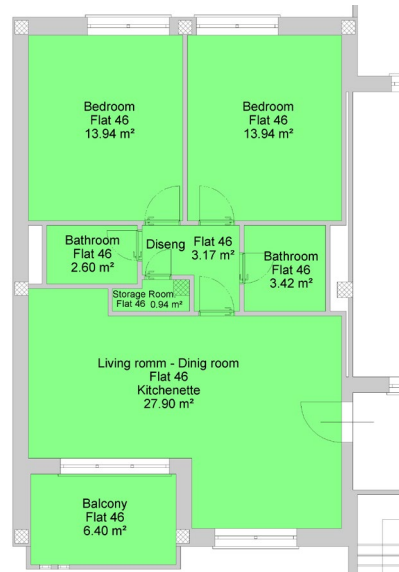 Bedroom
Flat 46
13.94 m²
Bedroom
Flat 46
13.94 m²
Bathroom
Flat 46
2.60 m²
Diseng
Flat 46
3.17 m²
Bathroom
Flat 46
3.42 m²
Storage Room
Flat 46 0.94 m²
Living romm - Dinig room
Flat 46
Kitchenette
27.90 m²
Balcony
Flat 46
6.40 m²